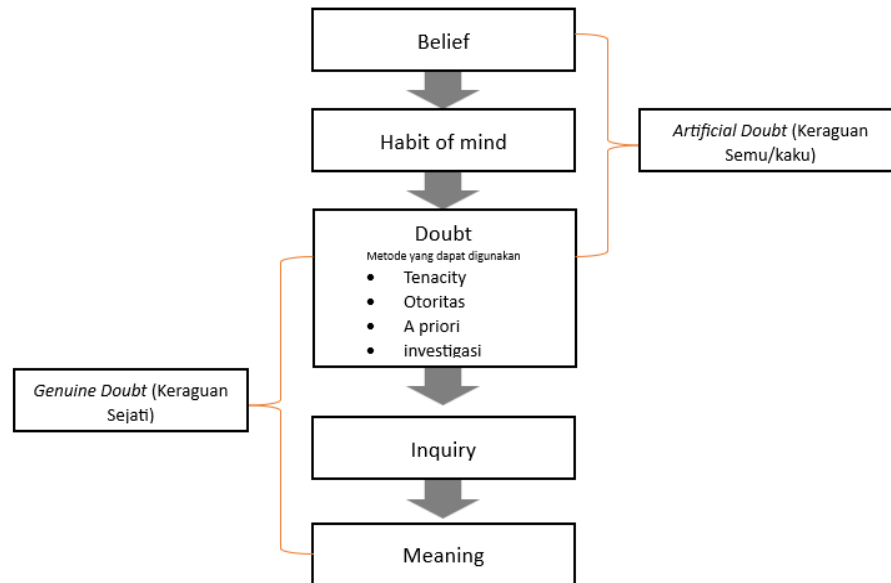 Belief
Habit of mind
Artificial Doubt (Keraguan
Semu/kaku)
Doubt
Metode yang dapat digunakan
• Tenacity
• Otoritas
• A priori
• investigasi
Genuine Doubt (Keraguan
Sejati)
Inquiry
Meaning